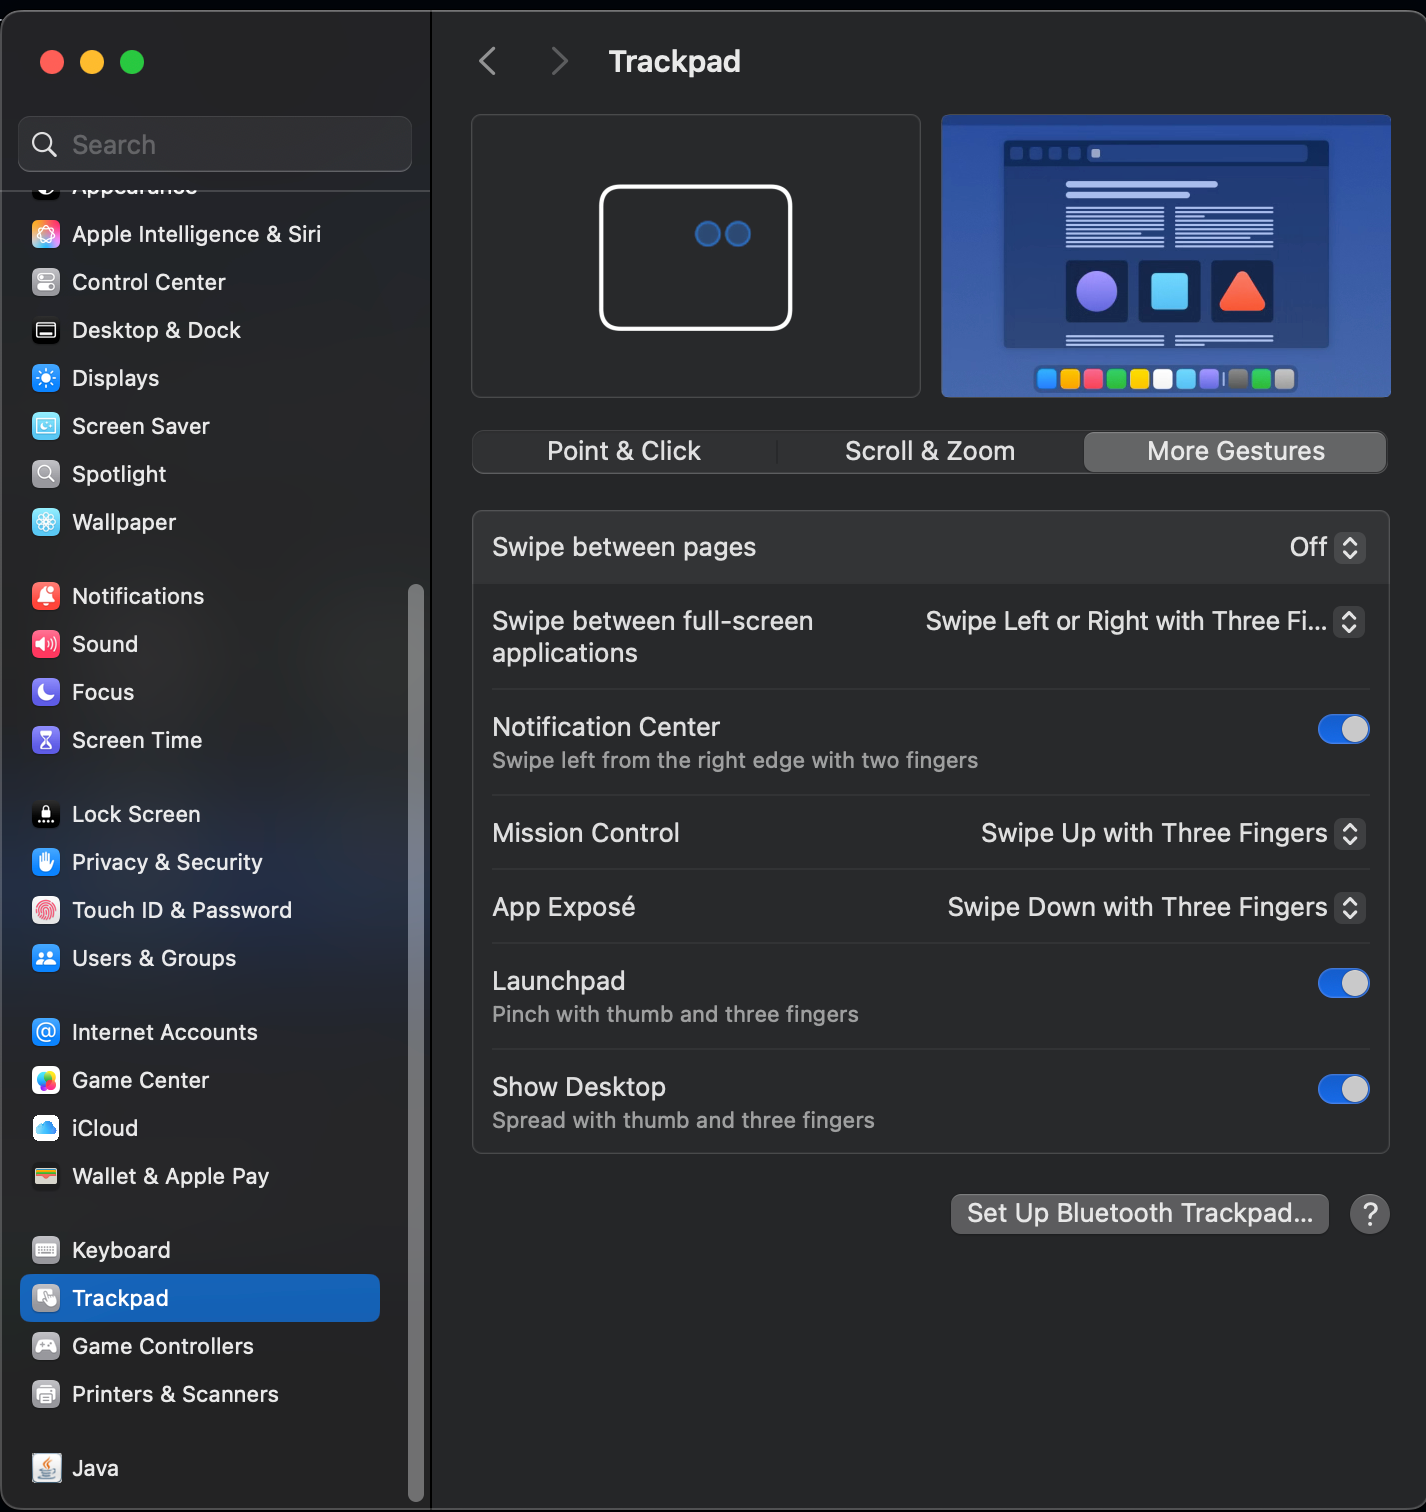 Trackpad
Search
Appearance
Apple Intelligence & Siri
Control Center
Desktop & Dock
Displays
Screen Saver
Spotlight
Wallpaper
Notifications
Sound
Focus
Screen Time
Lock Screen
Privacy & Security
Touch ID & Password
Users & Groups
Internet Accounts
Game Center
iCloud
Wallet & Apple Pay
Keyboard
Trackpad
Game Controllers
Printers & Scanners
Java
Point & Click
Scroll & Zoom
More Gestures
Swipe between pages
Off
Swipe between full-screen
applications
Swipe Left or Right with Three Fi...
Notification Center
Swipe left from the right edge with two fingers
Mission Control
Swipe Up with Three Fingers
App Exposé
Swipe Down with Three Fingers
Launchpad
Pinch with thumb and three fingers
Show Desktop
Spread with thumb and three fingers
Set Up Bluetooth Trackpad...
?